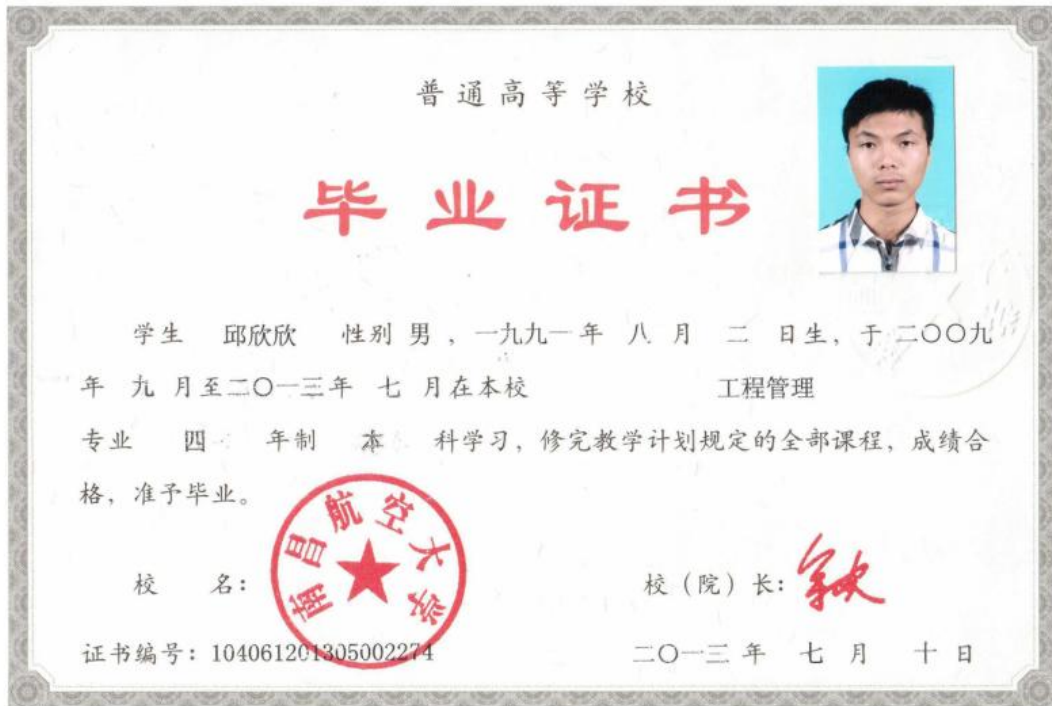 普通高等学校
毕业证书
学生 邱欣欣 性别 男，一九九一年 八 月 二 日生，于二〇〇九
年 九 月至二〇一三年 七 月在本校 工程管理
专业 四 年制 本 科学习，修完教学计划规定的全部课程，成绩合
格，准予毕业。
南昌航空大学
校 名： 校（院）长：
证书编号：104061201305002274 二〇一三 年 七 月 十 日